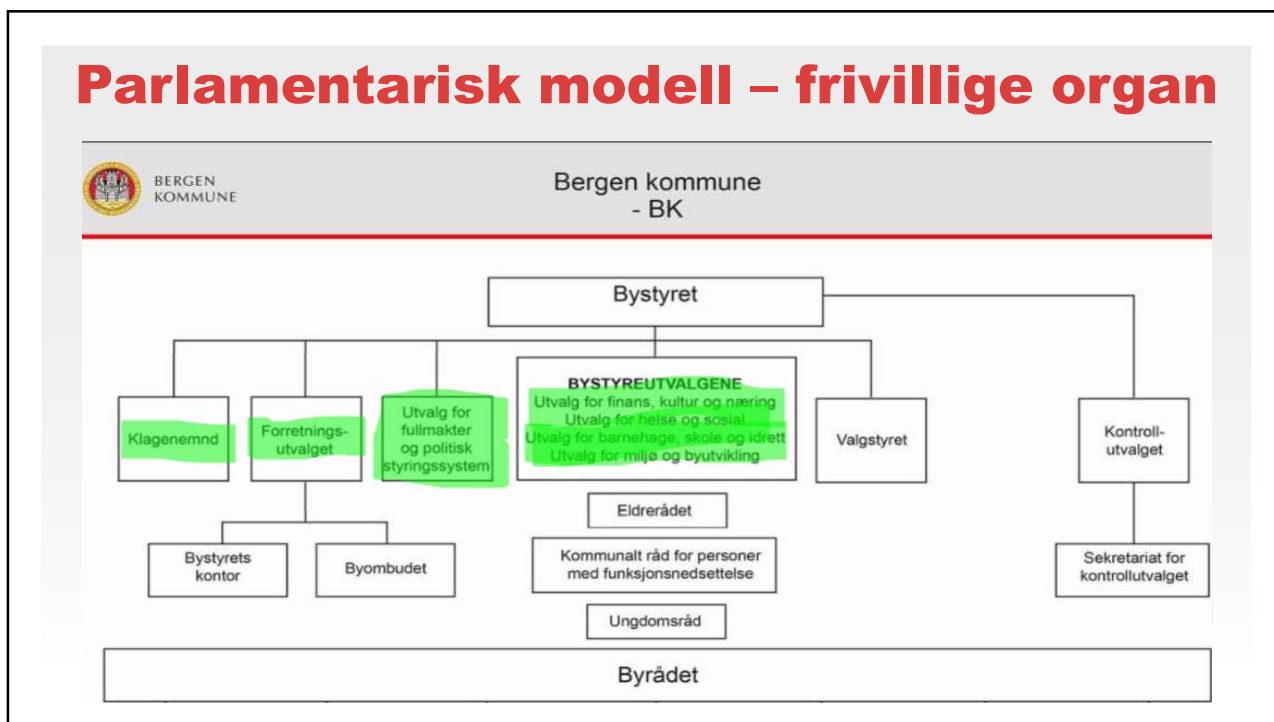 Parlamentarisk modell – frivillige organ
BERGEN
KOMMUNE
Bergen kommune
- BK
Bystyret
Klagenemnd
Forretnings-
utvalget
Utvalg for
fullmakter
og politisk
styringssystem
BYSTYREUTVALGENE
Utvalg for finans, kultur og næring
Utvalg for helse og sosial
Utvalg for barnehage, skole og idrett
Utvalg for miljø og byutvikling
Valgstyret
Kontroll-
utvalget
Bystyrets
kontor
Byombudet
Eldrerådet
Kommunalt råd for personer
med funksjonsnedsettelse
Ungdomsråd
Sekretariat for
kontrollutvalget
Byrådet